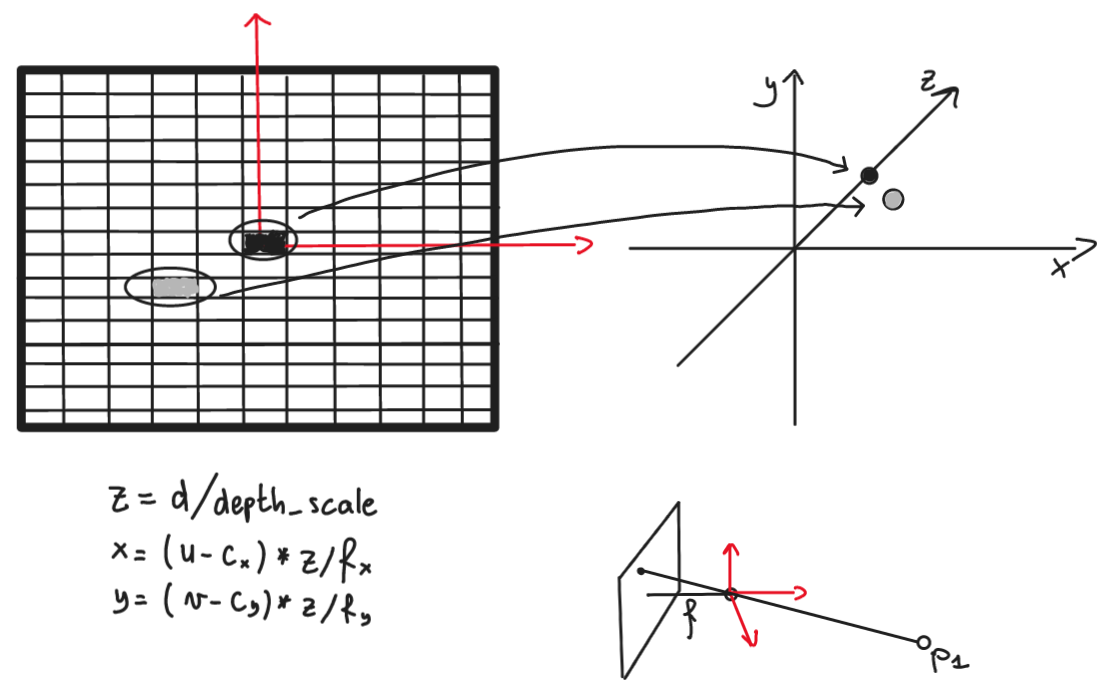 y
z
x
z = d/depth_scale
x = (u - cx) * z/fx
y = (v - cy) * z/fy
f
p1